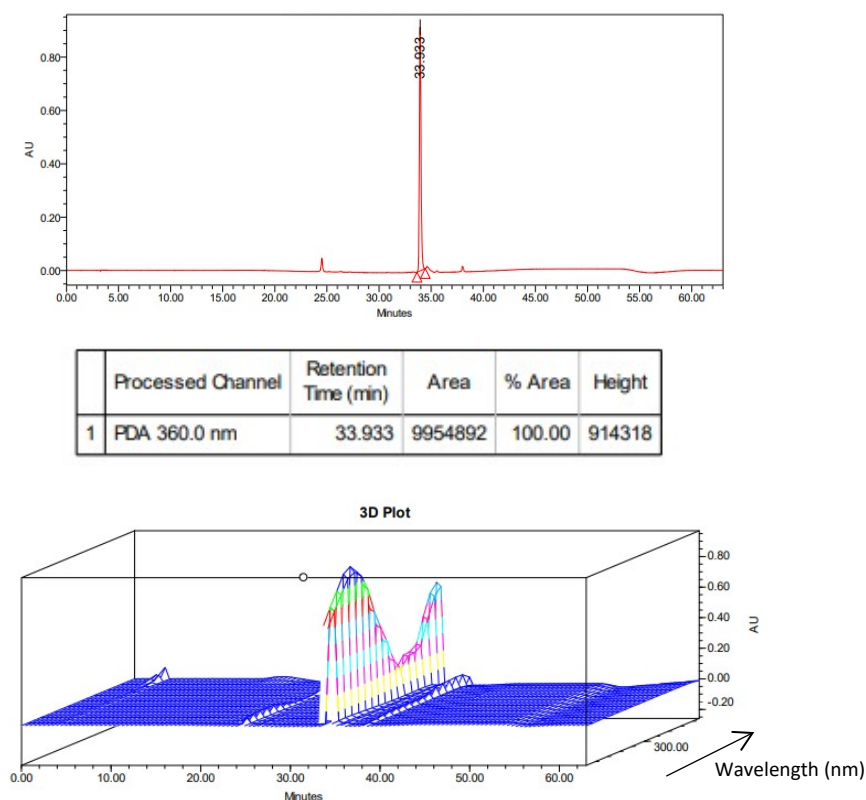 0.80
33.933
0.60
AU
0.40
0.20
0.00
0.00 5.00 10.00 15.00 20.00 25.00 30.00 35.00 40.00 45.00 50.00 55.00 60.00
Minutes
Processed Channel Retention Time (min) Area % Area Height
1 PDA 360.0 nm 33.933 9954892 100.00 914318
3D Plot
0.80
0.60
0.40
AU
0.20
0.00
-0.20
300.00
Wavelength (nm)
0.00 10.00 20.00 30.00 40.00 50.00 60.00
Minutes